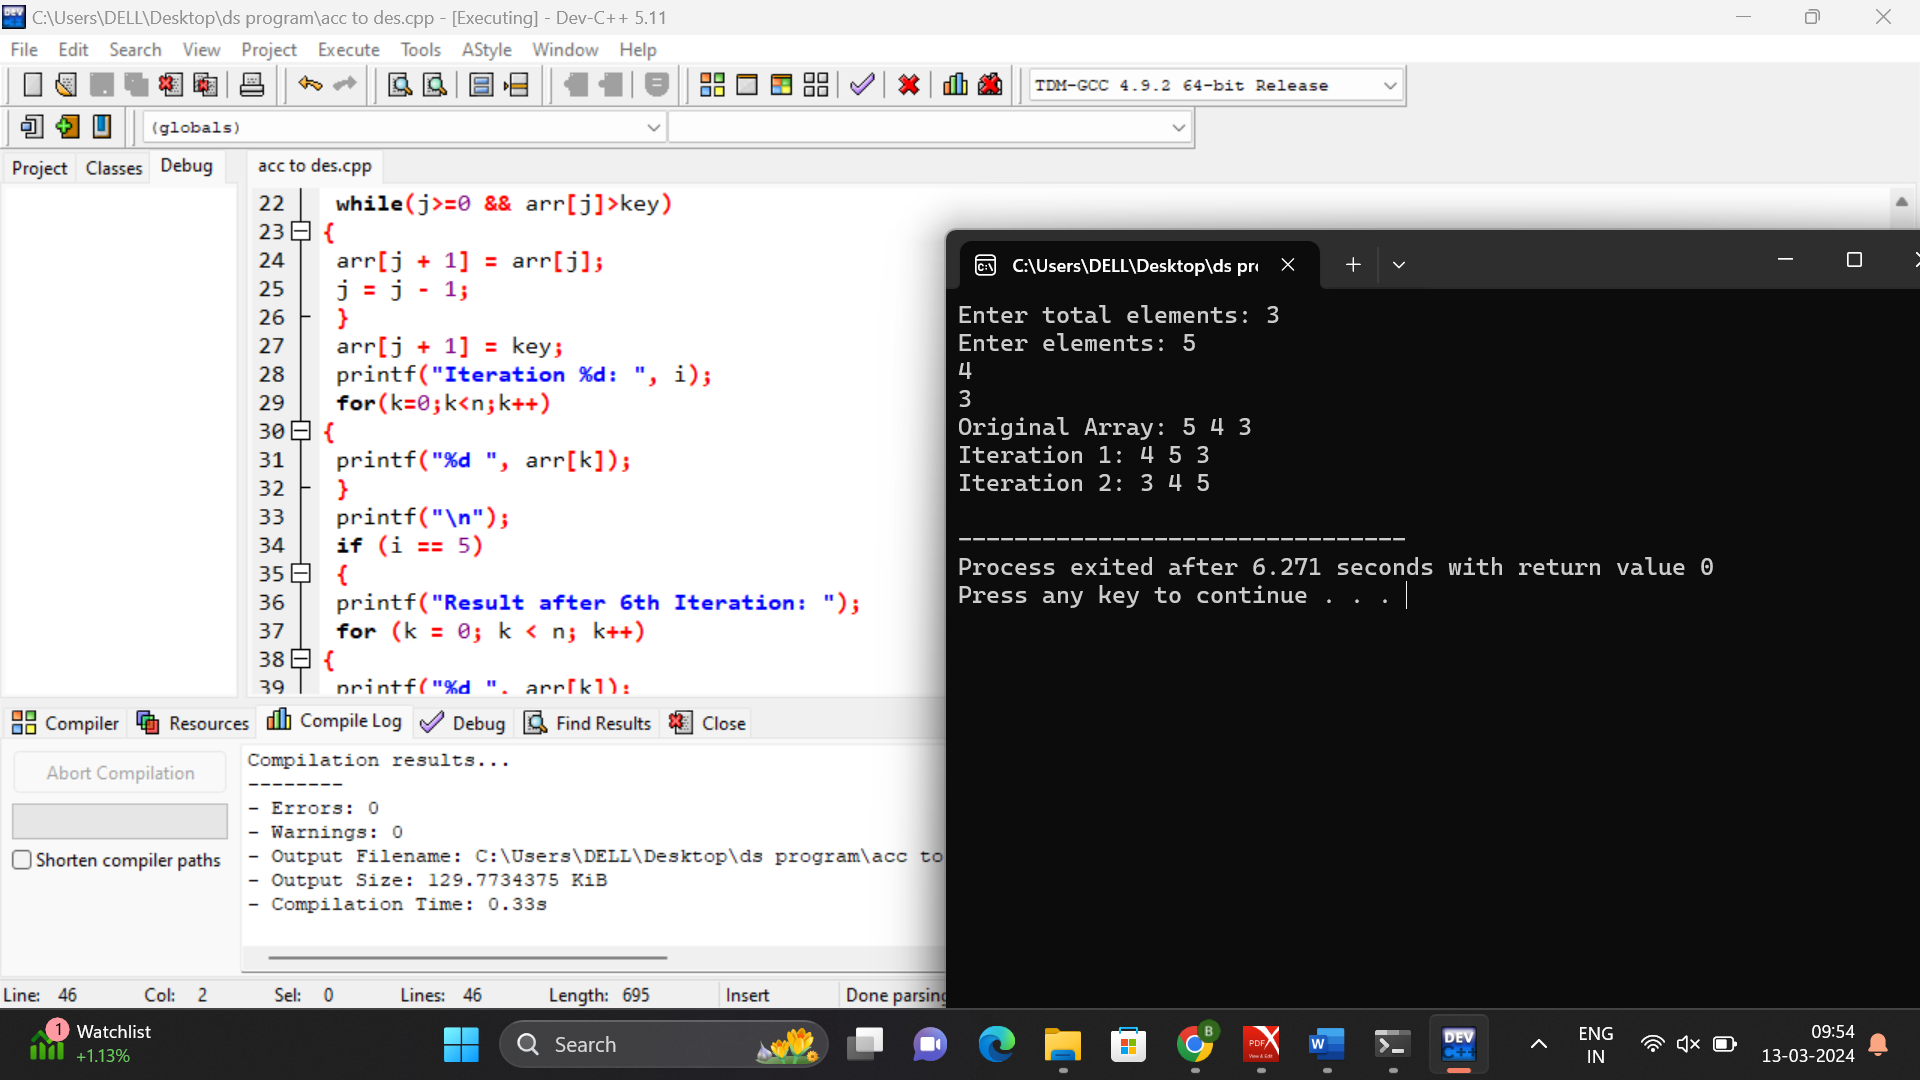 C:\Users\DELL\Desktop\ds program\acc to des.cpp - [Executing] - Dev-C++ 5.11
File Edit Search View Project Execute Tools AStyle Window Help
TDM-GCC 4.9.2 64-bit Release
(globals)
Project Classes Debug
acc to des.cpp
22 while(j>=0 && arr[j]>key)
23 {
24 arr[j + 1] = arr[j];
25 j = j - 1;
26 }
27 arr[j + 1] = key;
28 printf("Iteration %d: ", i);
29 for(k=0;k<n;k++)
30 {
31 printf("%d ", arr[k]);
32 }
33 printf("\n");
34 if (i == 5)
35 {
36 printf("Result after 6th Iteration: ");
37 for (k = 0; k < n; k++)
38 {
39 printf("%d ", arr[k]);
C:\Users\DELL\Desktop\ds pr
Enter total elements: 3
Enter elements: 5
4
3
Original Array: 5 4 3
Iteration 1: 4 5 3
Iteration 2: 3 4 5
--------------------------------
Process exited after 6.271 seconds with return value 0
Press any key to continue . . .
Compiler Resources Compile Log Debug Find Results Close
Abort Compilation
Shorten compiler paths
Compilation results...
--------
- Errors: 0
- Warnings: 0
- Output Filename: C:\Users\DELL\Desktop\ds program\acc to
- Output Size: 129.7734375 KiB
- Compilation Time: 0.33s
Line: 46 Col: 2 Sel: 0 Lines: 46 Length: 695 Insert Done parsing
1
Watchlist
+1.13%
Search
B
PDF
View & Edit
W
DEV
C++
ENG
IN
09:54
13-03-2024